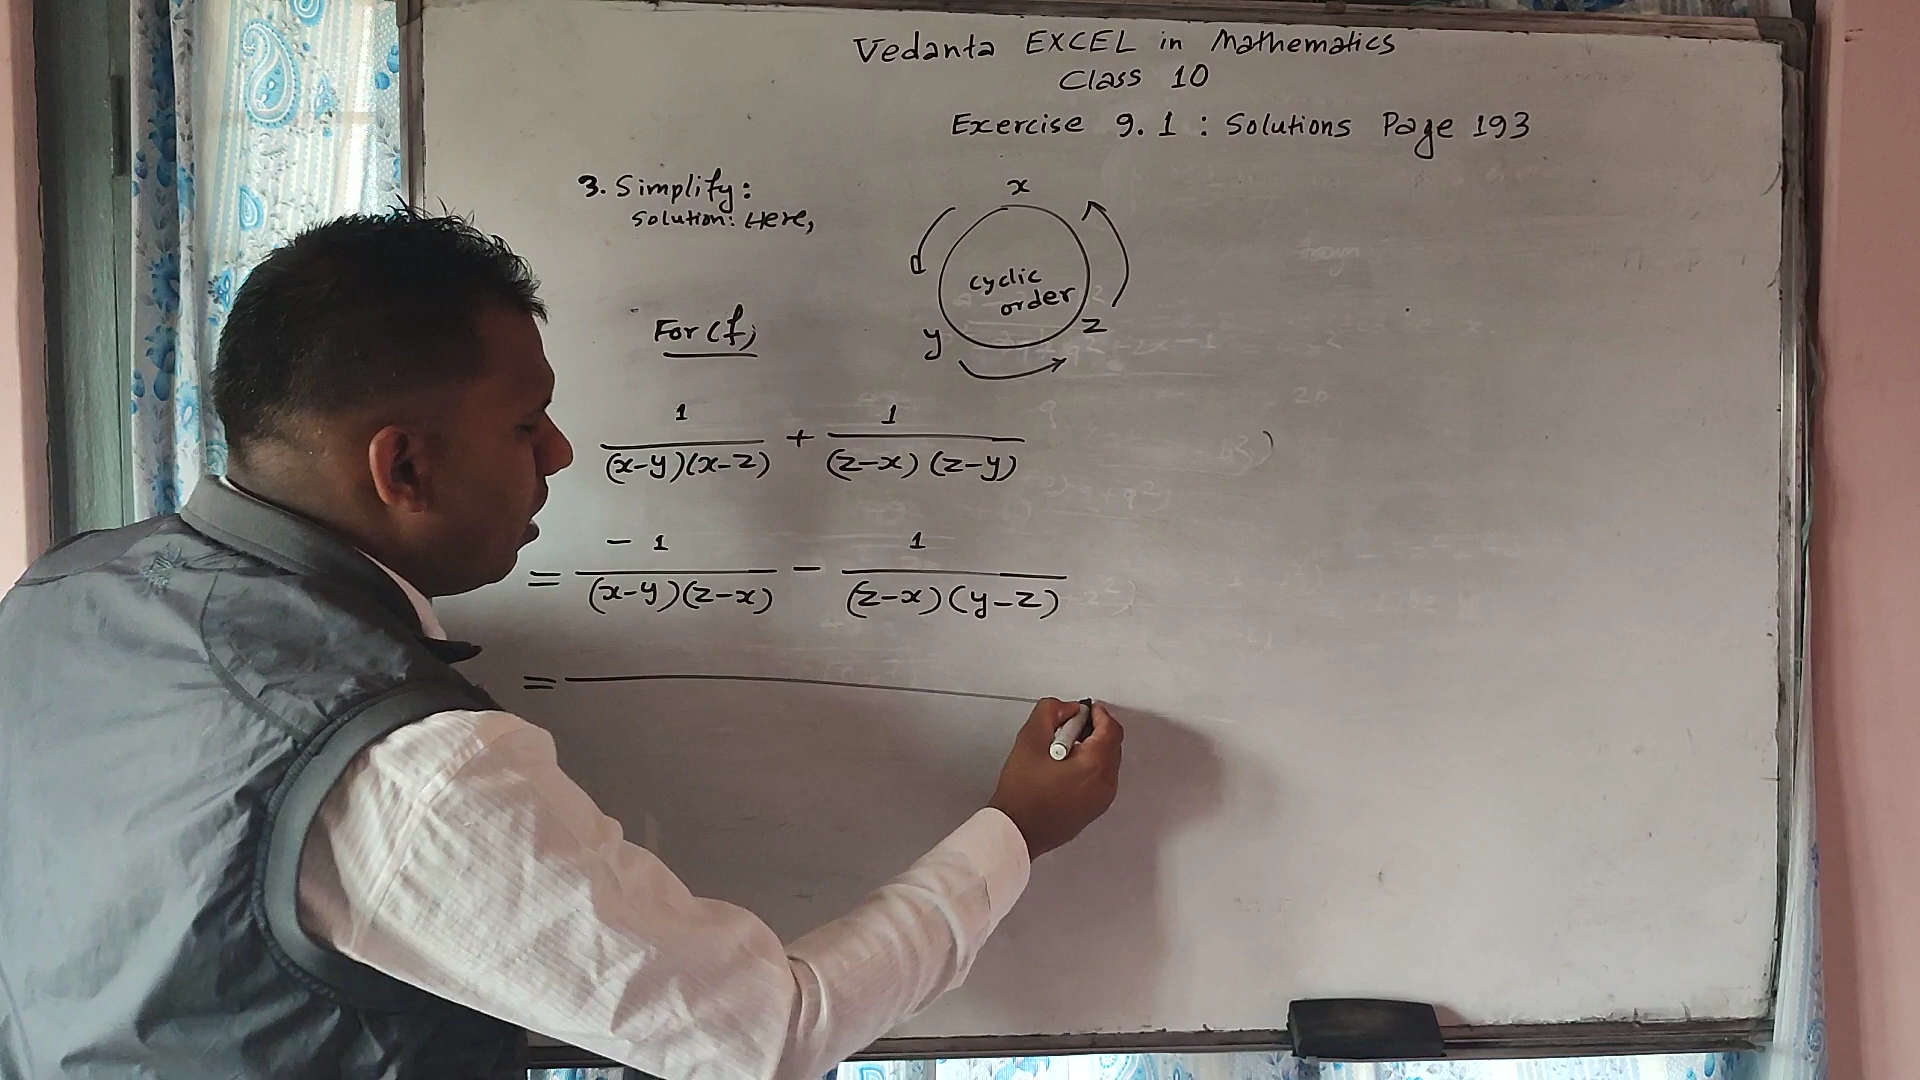 Vedanta EXCEL in Mathematics
Class 10
Exercise 9.1 : Solutions Page 193
3. Simplify:
Solution: Here,
x
cyclic
order
y
z
For (f)
1 1
+
(x-y)(x-z) (z-x)(z-y)
- 1 1
= -
(x-y)(z-x) (z-x)(y-z)
=